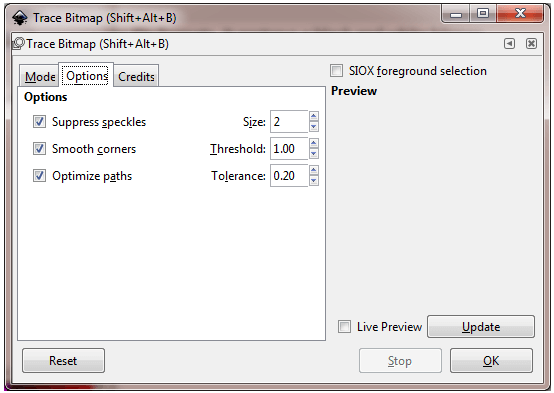 Trace Bitmap (Shift+Alt+B)
Trace Bitmap (Shift+Alt+B)
Mode Options Credits
SIOX foreground selection
Options
Preview
Suppress speckles Size: 2
Smooth corners Threshold: 1.00
Optimize paths Tolerance: 0.20
Live Preview Update
Reset Stop OK